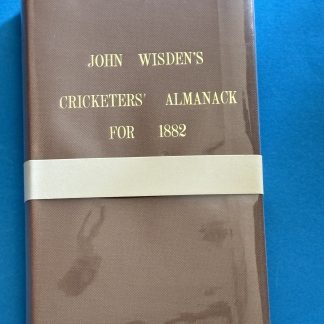 JOHN WISDEN'S
CRICKETERS' ALMANACK
FOR 1882